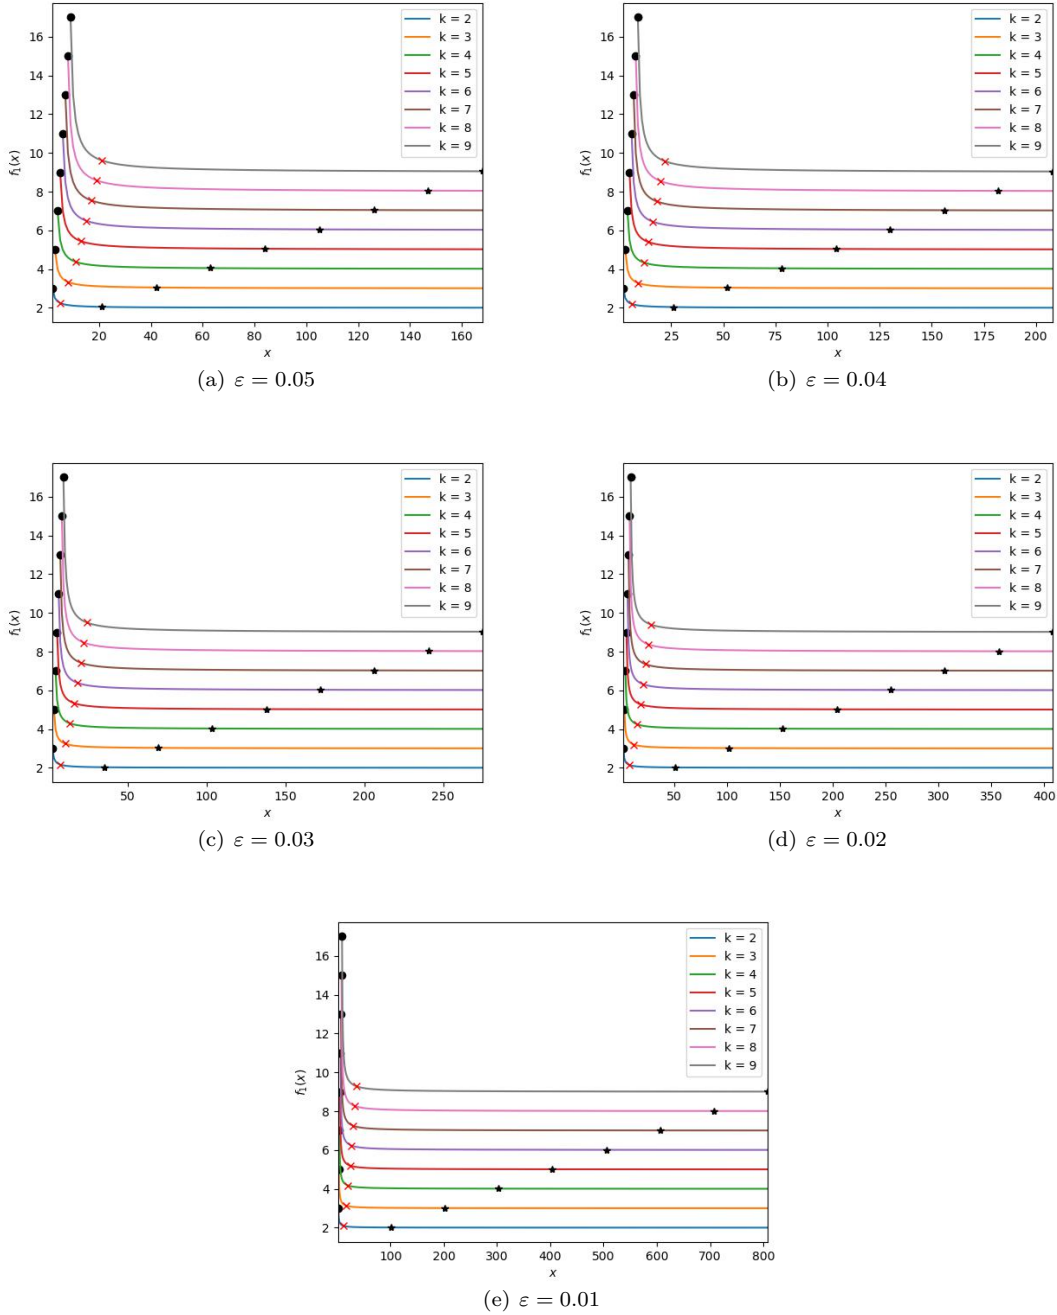 k = 2
k = 3
k = 4
k = 5
k = 6
k = 7
k = 8
k = 9
16
14
12
10
8
6
4
2
f₁(x)
20 40 60 80 100 120 140 160
x
(a) ε = 0.05
k = 2
k = 3
k = 4
k = 5
k = 6
k = 7
k = 8
k = 9
16
14
12
10
8
6
4
2
f₁(x)
25 50 75 100 125 150 175 200
x
(b) ε = 0.04
k = 2
k = 3
k = 4
k = 5
k = 6
k = 7
k = 8
k = 9
16
14
12
10
8
6
4
2
f₁(x)
50 100 150 200 250
x
(c) ε = 0.03
k = 2
k = 3
k = 4
k = 5
k = 6
k = 7
k = 8
k = 9
16
14
12
10
8
6
4
2
f₁(x)
50 100 150 200 250 300 350 400
x
(d) ε = 0.02
k = 2
k = 3
k = 4
k = 5
k = 6
k = 7
k = 8
k = 9
16
14
12
10
8
6
4
2
f₁(x)
100 200 300 400 500 600 700 800
x
(e) ε = 0.01